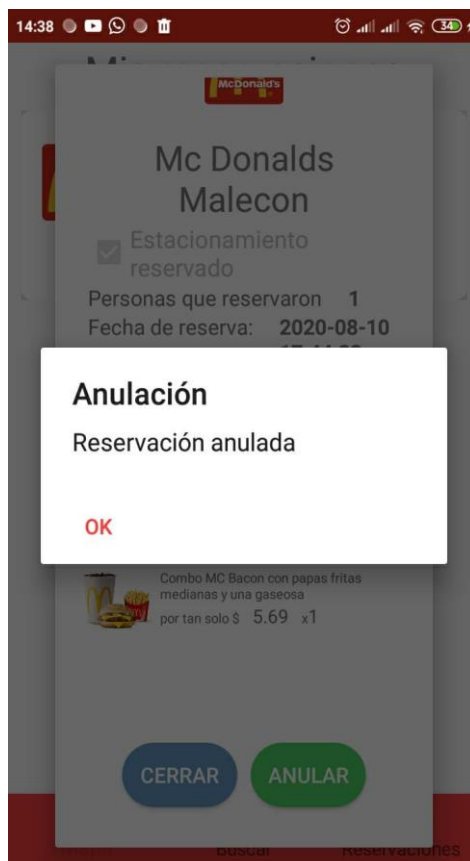 14:38
34
McDonald's
Mc Donalds
Malecon
Estacionamiento
reservado
Personas que reservaron 1
Fecha de reserva: 2020-08-10
Anulación
Reservación anulada
OK
Combo MC Bacon con papas fritas
medianas y una gaseosa
por tan solo $ 5.69 x1
CERRAR ANULAR
Buscar Reservaciones